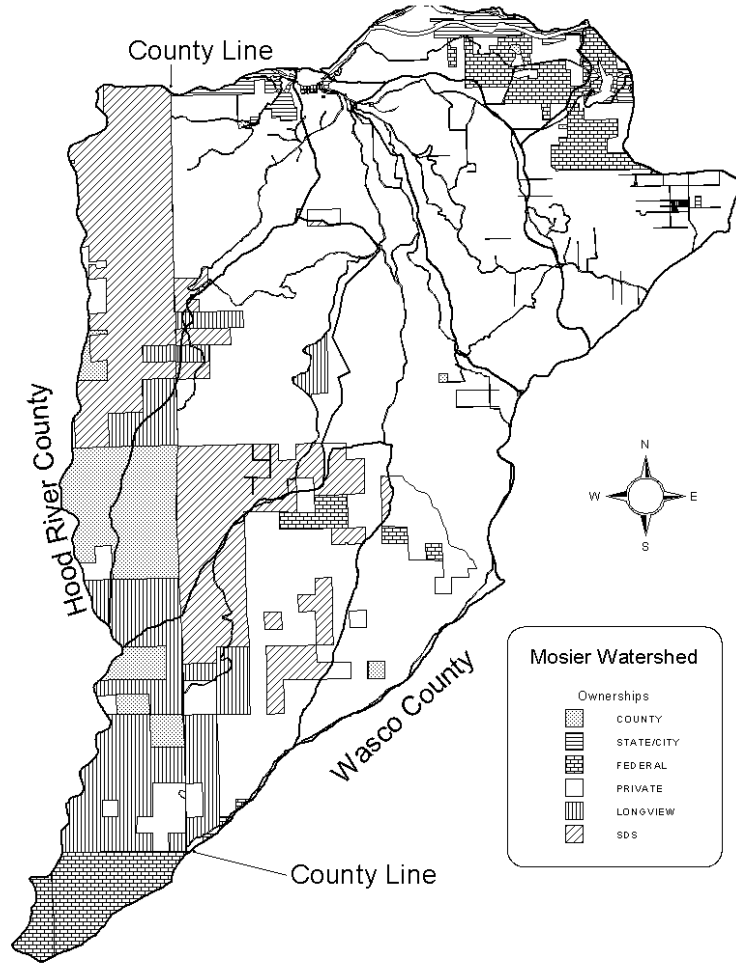 County Line
Hood River County
N
W
E
S
Mosier Watershed
Ownerships
COUNTY
STATE/CITY
FEDERAL
PRIVATE
LONGVIEW
SDS
Wasco County
County Line